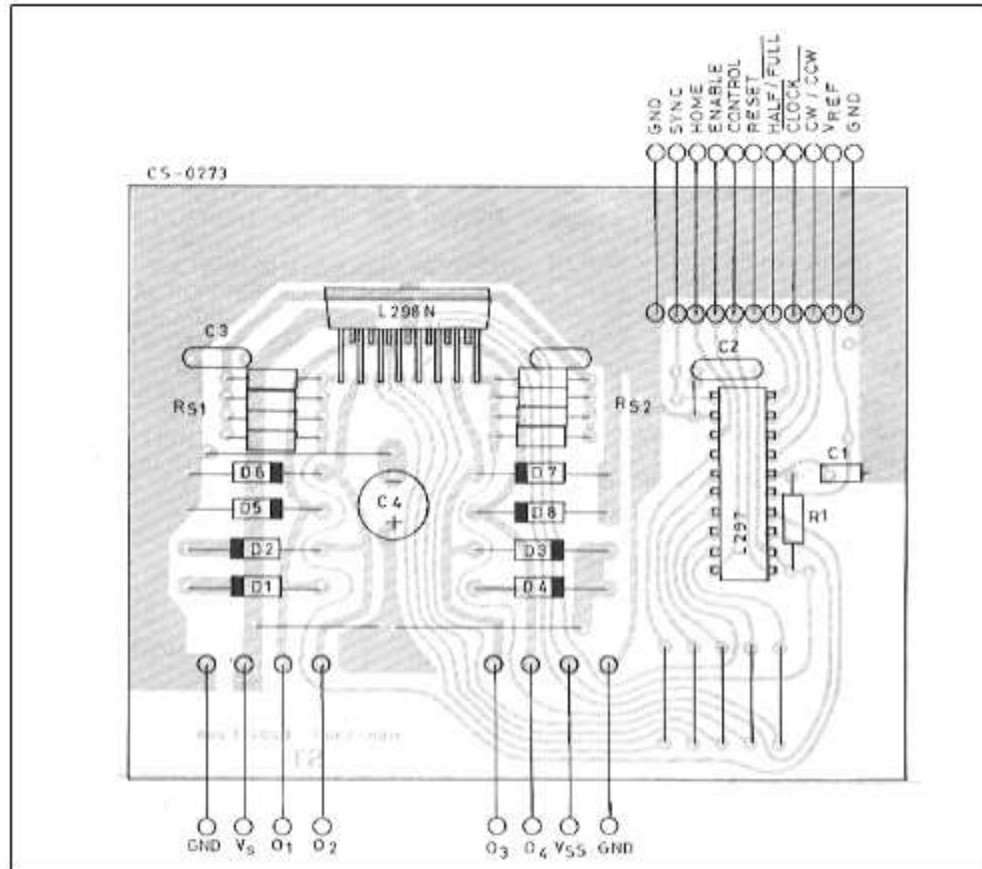 GND
SYNC
HOME
ENABLE
CONTROL
RESET
HALF/FULL
CLOCK
CW / CCW
VREF
GND
CS-0273
L298N
C3
C2
RS1
RS2
C1
D6
D7
C4
-
+
D5
D8
L297
R1
D2
D3
D1
D4
GND
Vs
O1
O2
O3
O4
VSS
GND